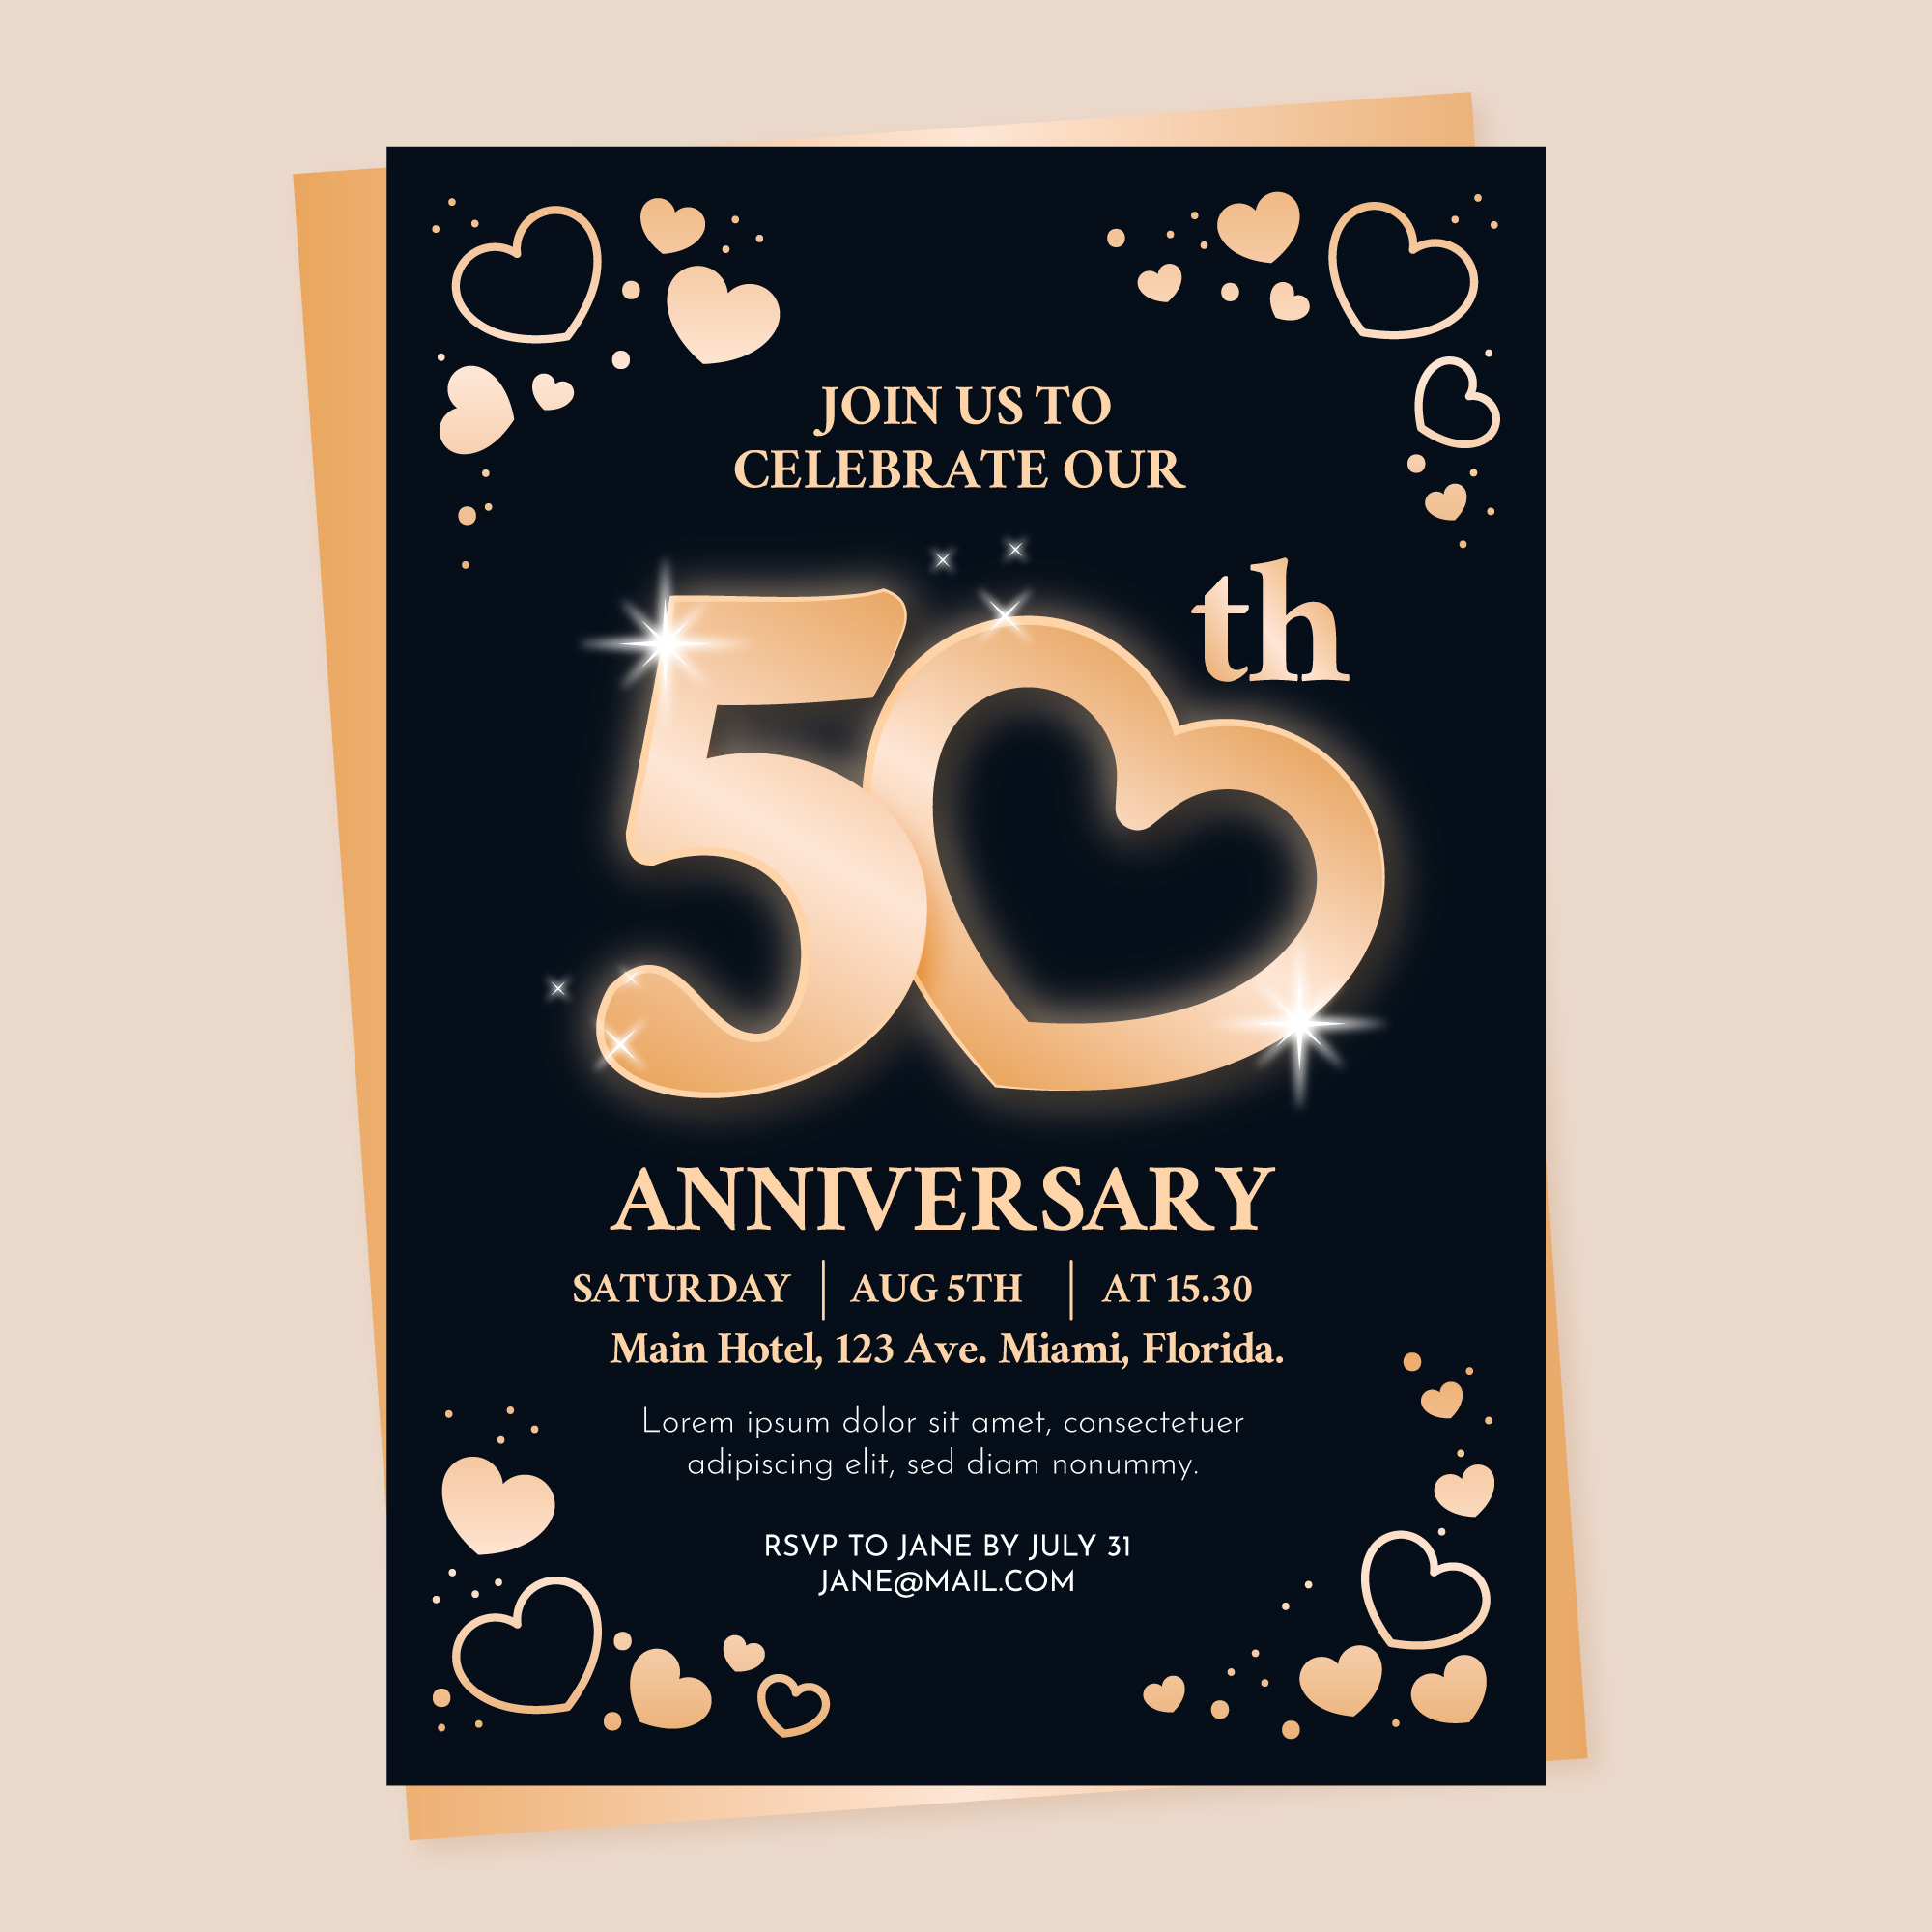 JOIN US TO
CELEBRATE OUR
50th
ANNIVERSARY
SATURDAY | AUG 5TH | AT 15.30
Main Hotel, 123 Ave. Miami, Florida.
Lorem ipsum dolor sit amet, consectetuer
adipiscing elit, sed diam nonummy.
RSVP TO JANE BY JULY 31
JANE@MAIL.COM